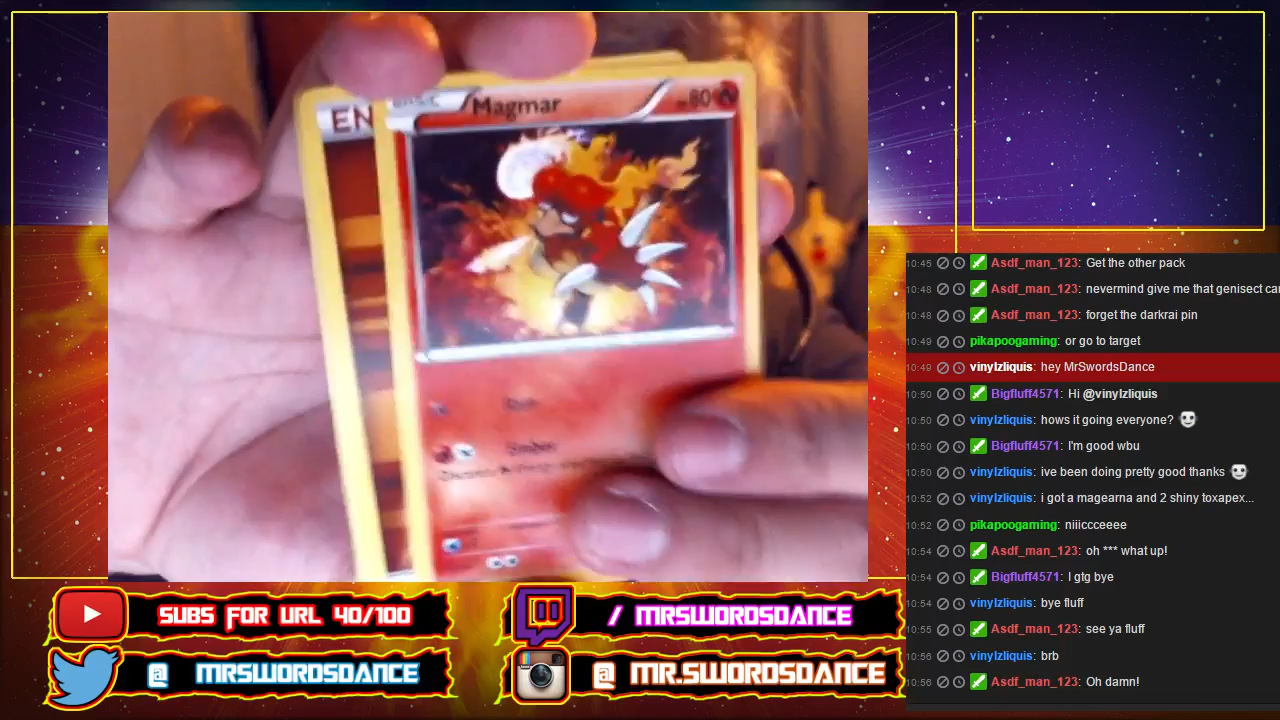 EN
BASIC
Magmar
HP 80
Ember
10:45 Asdf_man_123: Get the other pack
10:48 Asdf_man_123: nevermind give me that genisect car
10:48 Asdf_man_123: forget the darkrai pin
10:49 pikapoogaming: or go to target
10:49 vinylzliquis: hey MrSwordsDance
10:50 Bigfluff4571: Hi @vinylzliquis
10:50 vinylzliquis: hows it going everyone?
10:50 Bigfluff4571: I'm good wbu
10:50 vinylzliquis: ive been doing pretty good thanks
10:52 vinylzliquis: i got a magearna and 2 shiny toxapex...
10:52 pikapoogaming: niiiccceeee
10:54 Asdf_man_123: oh *** what up!
10:54 Bigfluff4571: I gtg bye
10:54 vinylzliquis: bye fluff
10:55 Asdf_man_123: see ya fluff
10:56 vinylzliquis: brb
10:56 Asdf_man_123: Oh damn!
SUBS FOR URL 40/100
/ MRSWORDSDANCE
@ MRSWORDSDANCE
@ MR.SWORDSDANCE